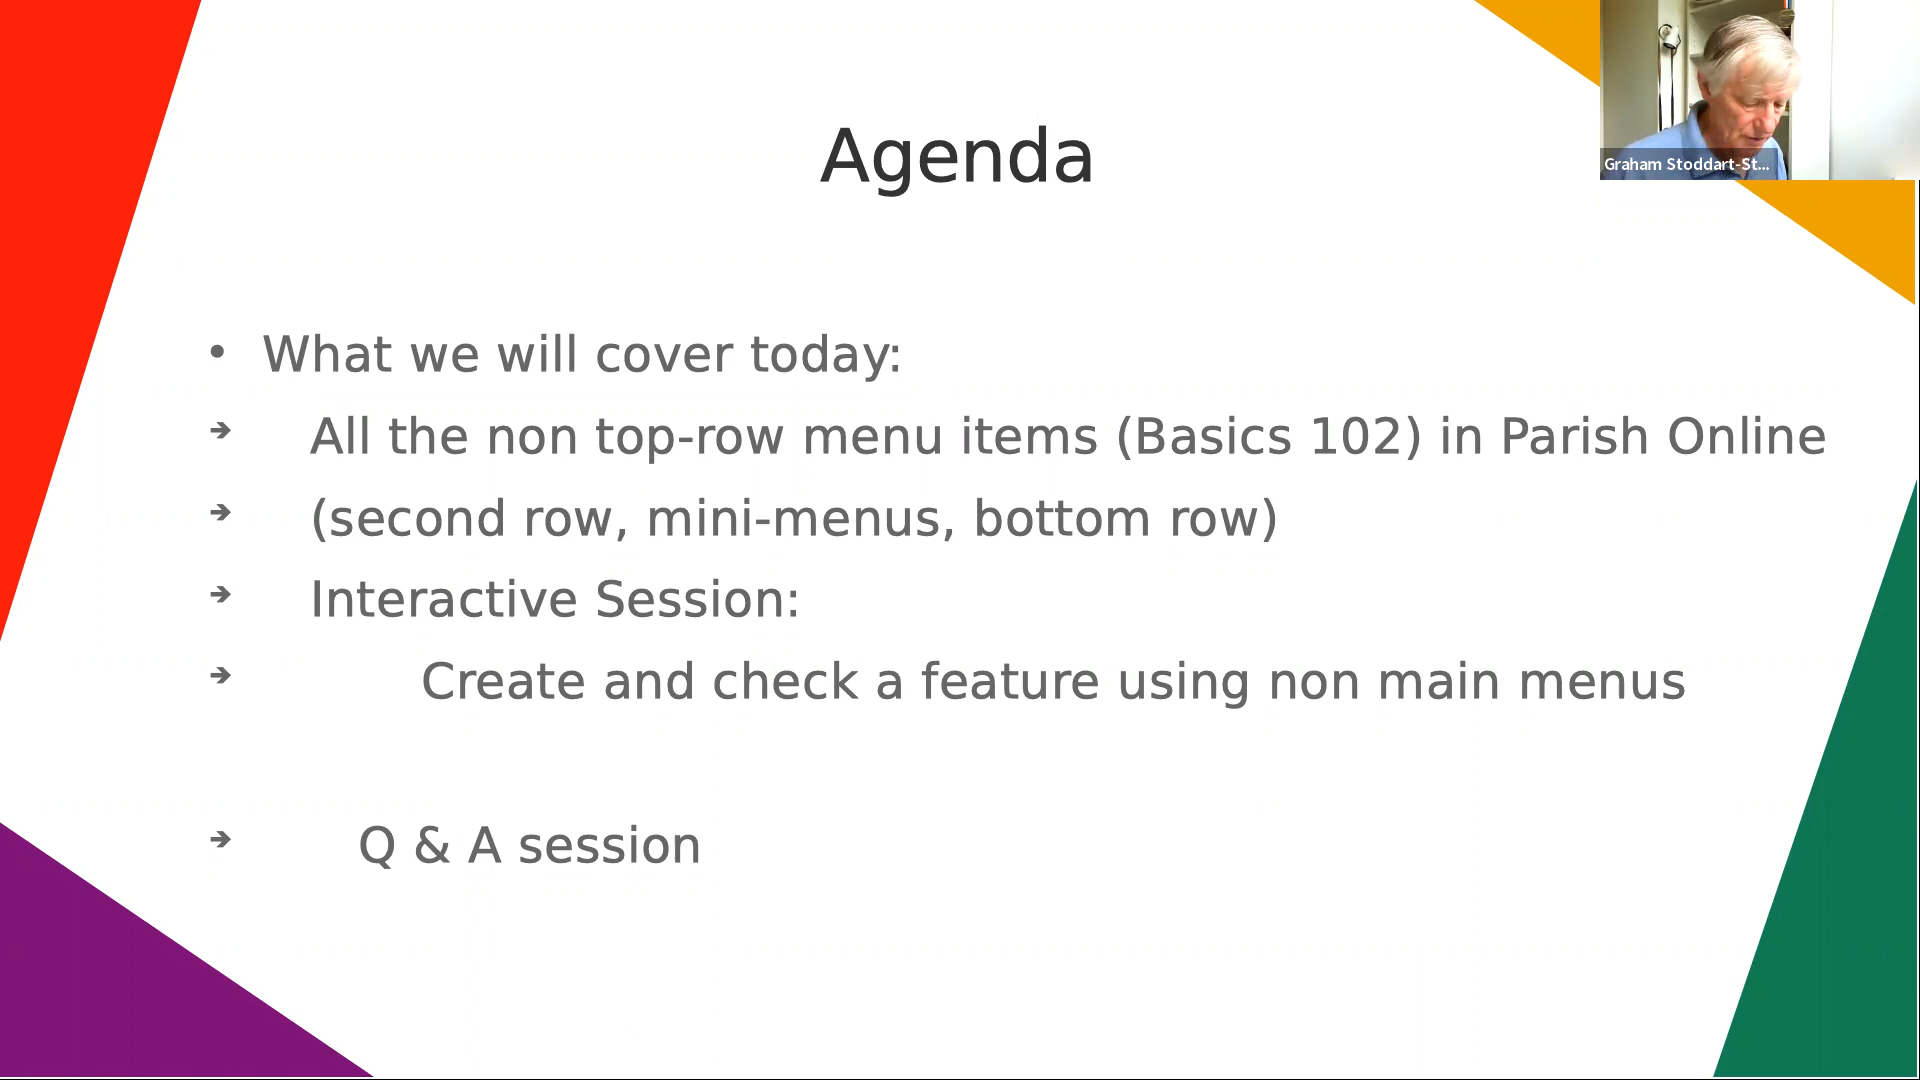 Agenda
Graham Stoddart-St...
• What we will cover today:
➔ All the non top-row menu items (Basics 102) in Parish Online
➔ (second row, mini-menus, bottom row)
➔ Interactive Session:
➔ Create and check a feature using non main menus
➔ Q & A session